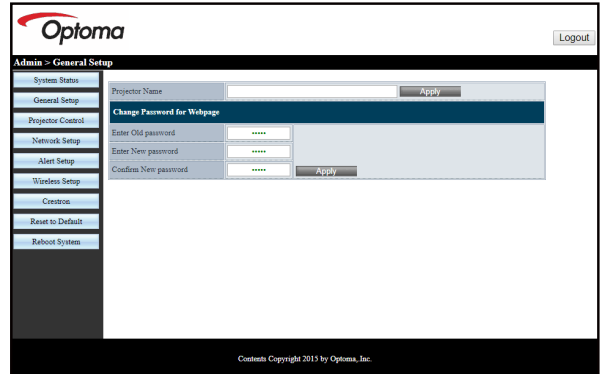 Optoma
Logout
Admin > General Setup
System Status
General Setup
Projector Control
Network Setup
Alert Setup
Wireless Setup
Crestron
Reset to Default
Reboot System
Projector Name
Apply
Change Password for Webpage
Enter Old password •••••
Enter New password •••••
Confirm New password ••••• Apply
Contents Copyright 2015 by Optoma, Inc.